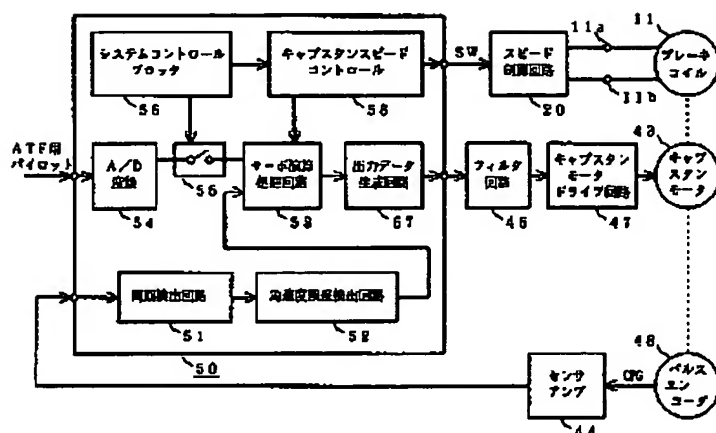 システムコントロール
ブロック
56
キャプスタンスピード
コントロール
58
SW
スピード
制御回路
20
11a
11b
11
ブレーキ
コイル
ATF用
パイロット
A/D
変換
54
55
サーボ演算
処理回路
53
出力データ
生成回路
57
フィルタ
回路
46
キャプスタン
モータ
ドライブ回路
47
43
キャプ
スタン
モータ
周期検出回路
51
角速度誤差検出回路
52
50
センサ
アンプ
44
CFG
48
パルス
エン
コーダ